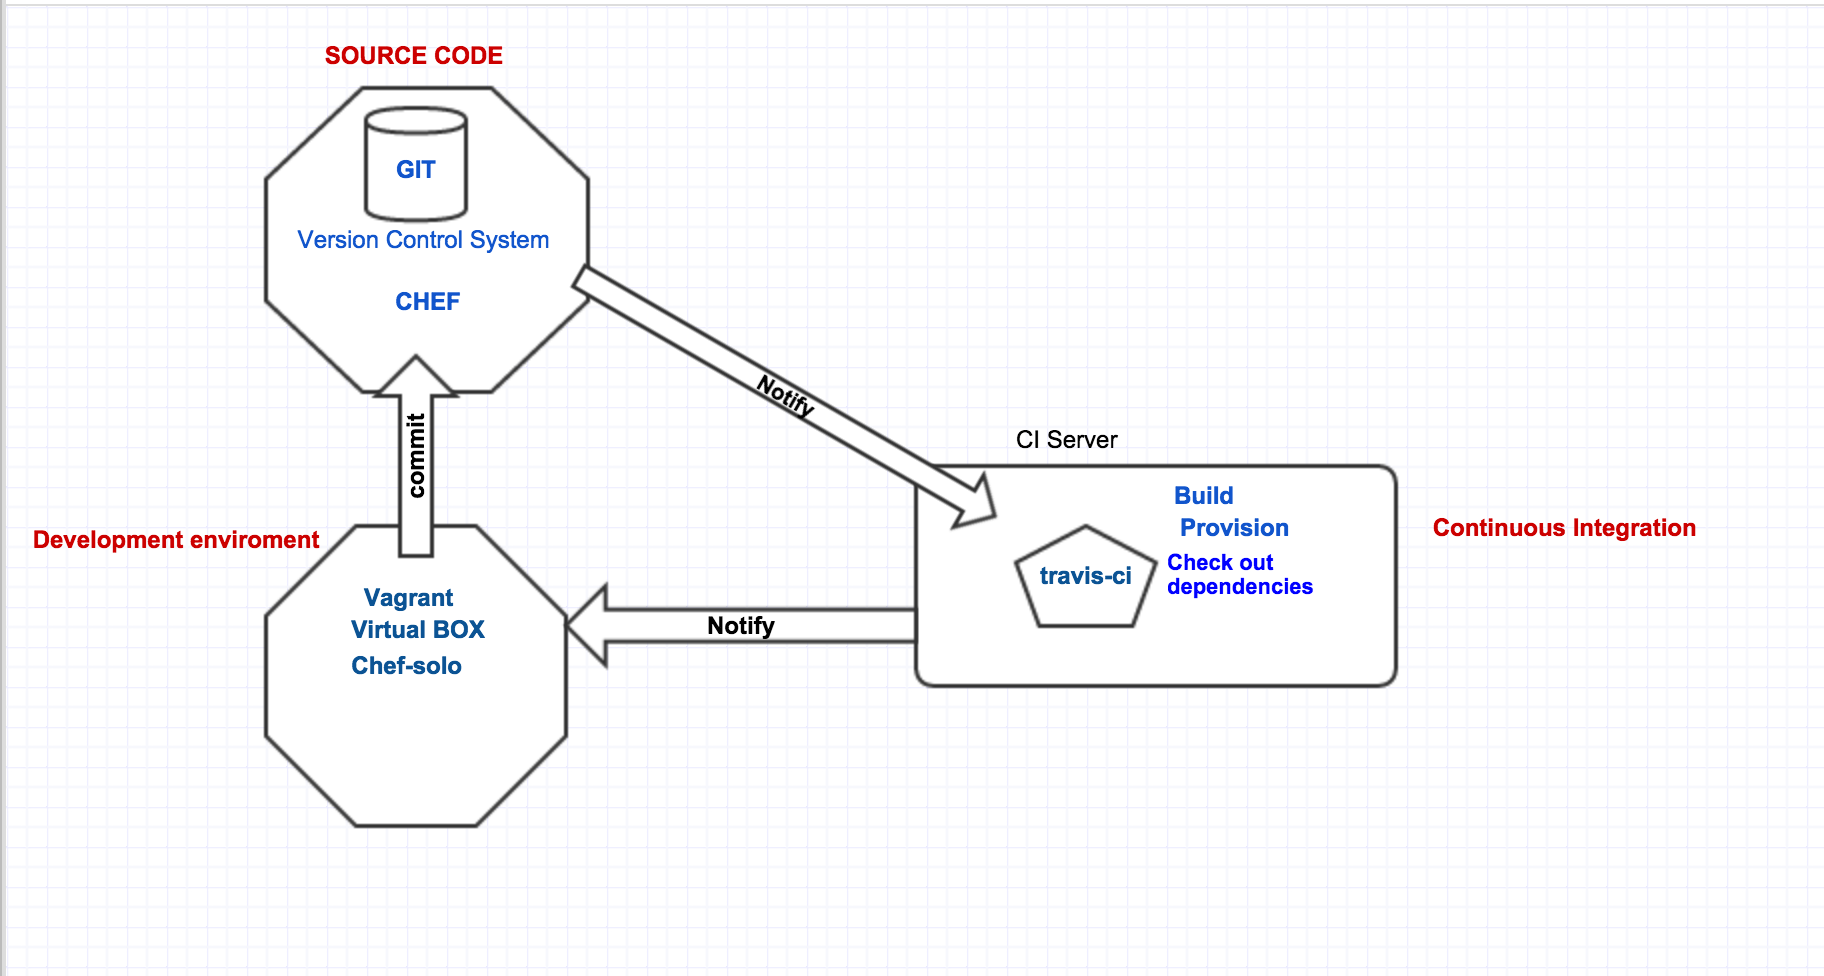 SOURCE CODE
GIT
Version Control System
CHEF
Notify
commit
CI Server
Build
Provision
Check out
dependencies
travis-ci
Continuous Integration
Development enviroment
Vagrant
Virtual BOX
Chef-solo
Notify